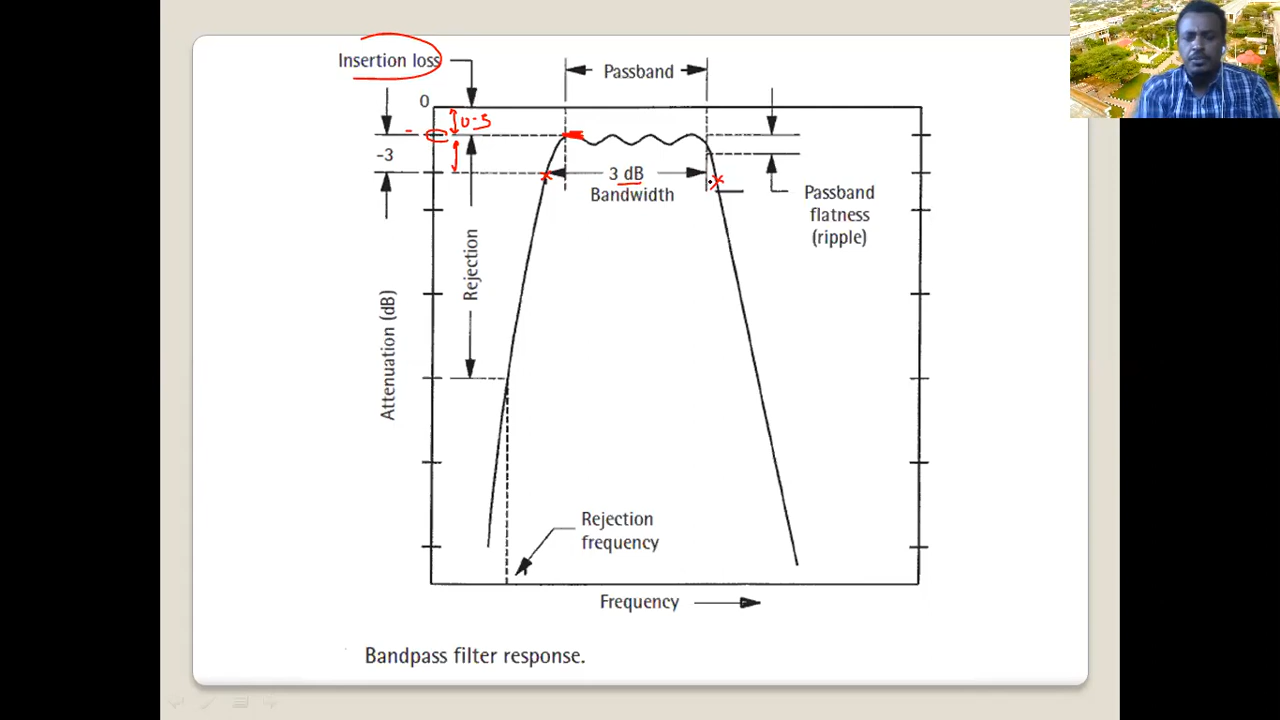 Insertion loss
Passband
0
0.5
-3
3 dB
Bandwidth
Passband
flatness
(ripple)
Rejection
Attenuation (dB)
Rejection
frequency
Frequency
Bandpass filter response.